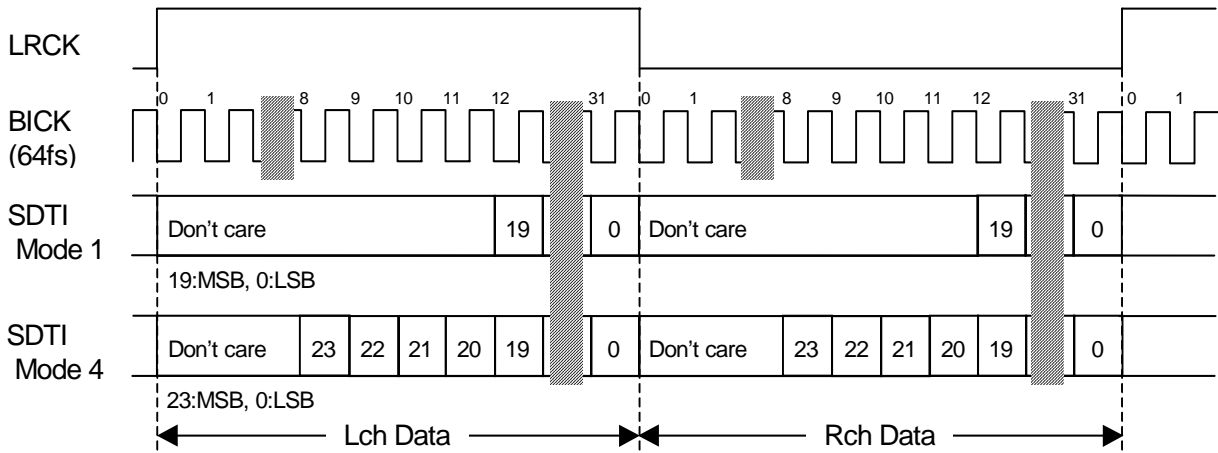 LRCK
0 1 8 9 10 11 12 31 0 1 8 9 10 11 12 31 0 1
BICK
(64fs)
SDTI
Mode 1
Don't care 19 0 Don't care 19 0
19:MSB, 0:LSB
SDTI
Mode 4
Don't care 23 22 21 20 19 0 Don't care 23 22 21 20 19 0
23:MSB, 0:LSB
Lch Data Rch Data